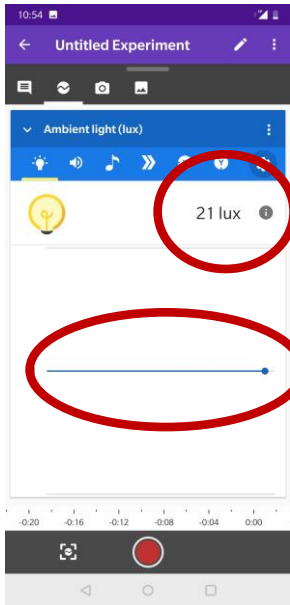 10:54
Untitled Experiment
Ambient light (lux)
21 lux
-0:20 -0:16 -0:12 -0:08 -0:04 0:00